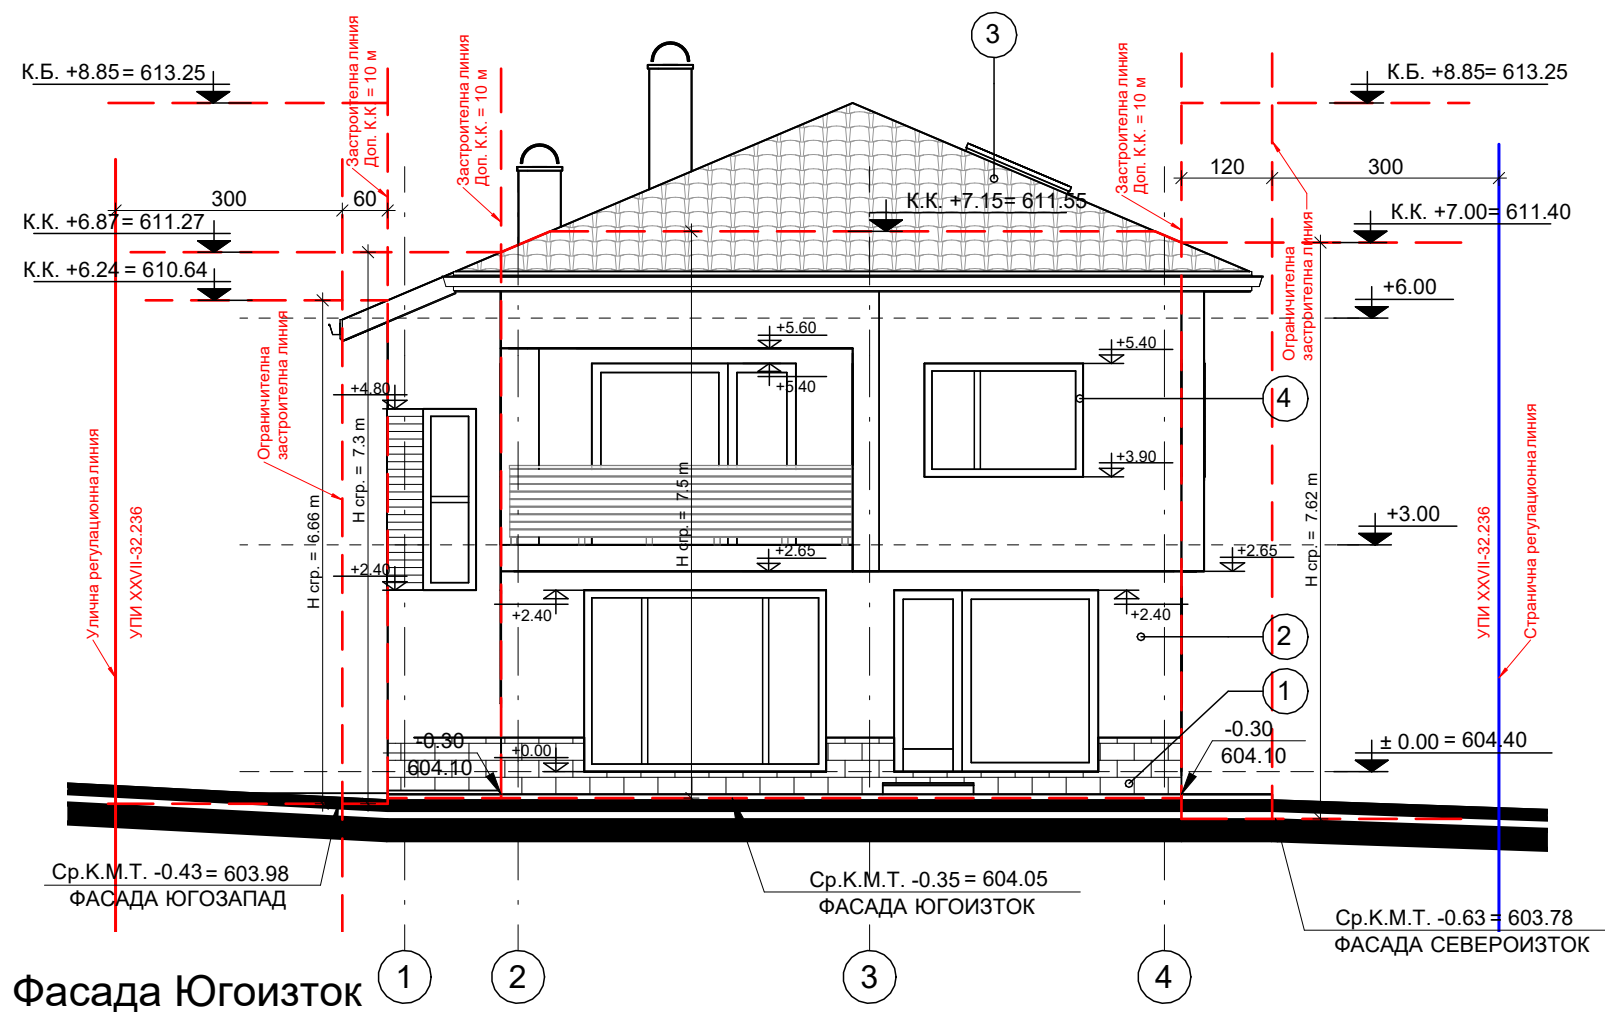 К.Б. +8.85= 613.25
Застроителна линия
Доп. К.К. = 10 м
Застроителна линия
Доп. К.К. = 10 м
3
Застроителна линия
Доп. К.К. = 10 м
К.Б. +8.85= 613.25
300
60
120
300
К.К. +6.87= 611.27
К.К. +7.15= 611.55
К.К. +7.00= 611.40
К.К. +6.24 = 610.64
+6.00
Ограничителна
застроителна линия
Ограничителна
застроителна линия
+5.60
+5.40
+5.40
+4.80
4
+3.90
Н сгр. = 6.66 m
Н сгр. = 7.3 m
Н сгр. = 7.5 m
Н сгр. = 7.62 m
Улична регулационна линия
УПИ XXVII-32.236
УПИ XXVII-32.236
Странична регулационна линия
+3.00
+2.65
+2.65
+2.40
+2.40
+2.40
2
1
-0.30
604.10
+0.00
-0.30
604.10
± 0.00 = 604.40
Ср.К.М.Т. -0.43 = 603.98
ФАСАДА ЮГОЗАПАД
Ср.К.М.Т. -0.35 = 604.05
ФАСАДА ЮГОИЗТОК
Ср.К.М.Т. -0.63 = 603.78
ФАСАДА СЕВЕРОИЗТОК
1
2
3
4
Фасада Югоизток